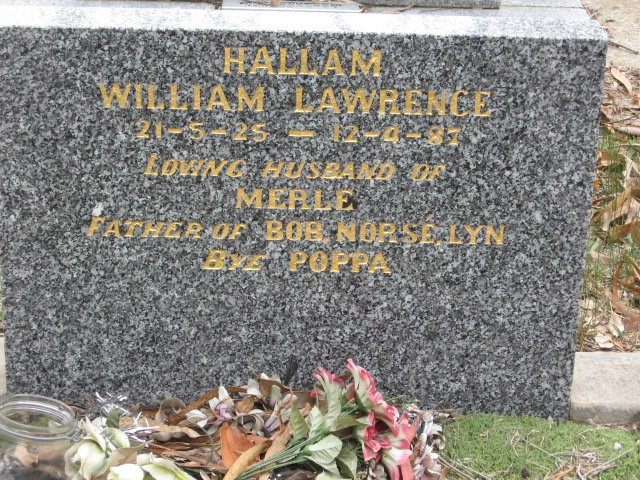 HALLAM
WILLIAM LAWRENCE
21-5-25 — 12-4-87
LOVING HUSBAND OF
MERLE
FATHER OF BOB, NORSE, LYN
BYE POPPA